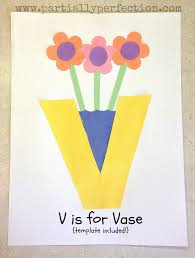 www.partiallyperfection.com
V
V is for Vase
{template included!}